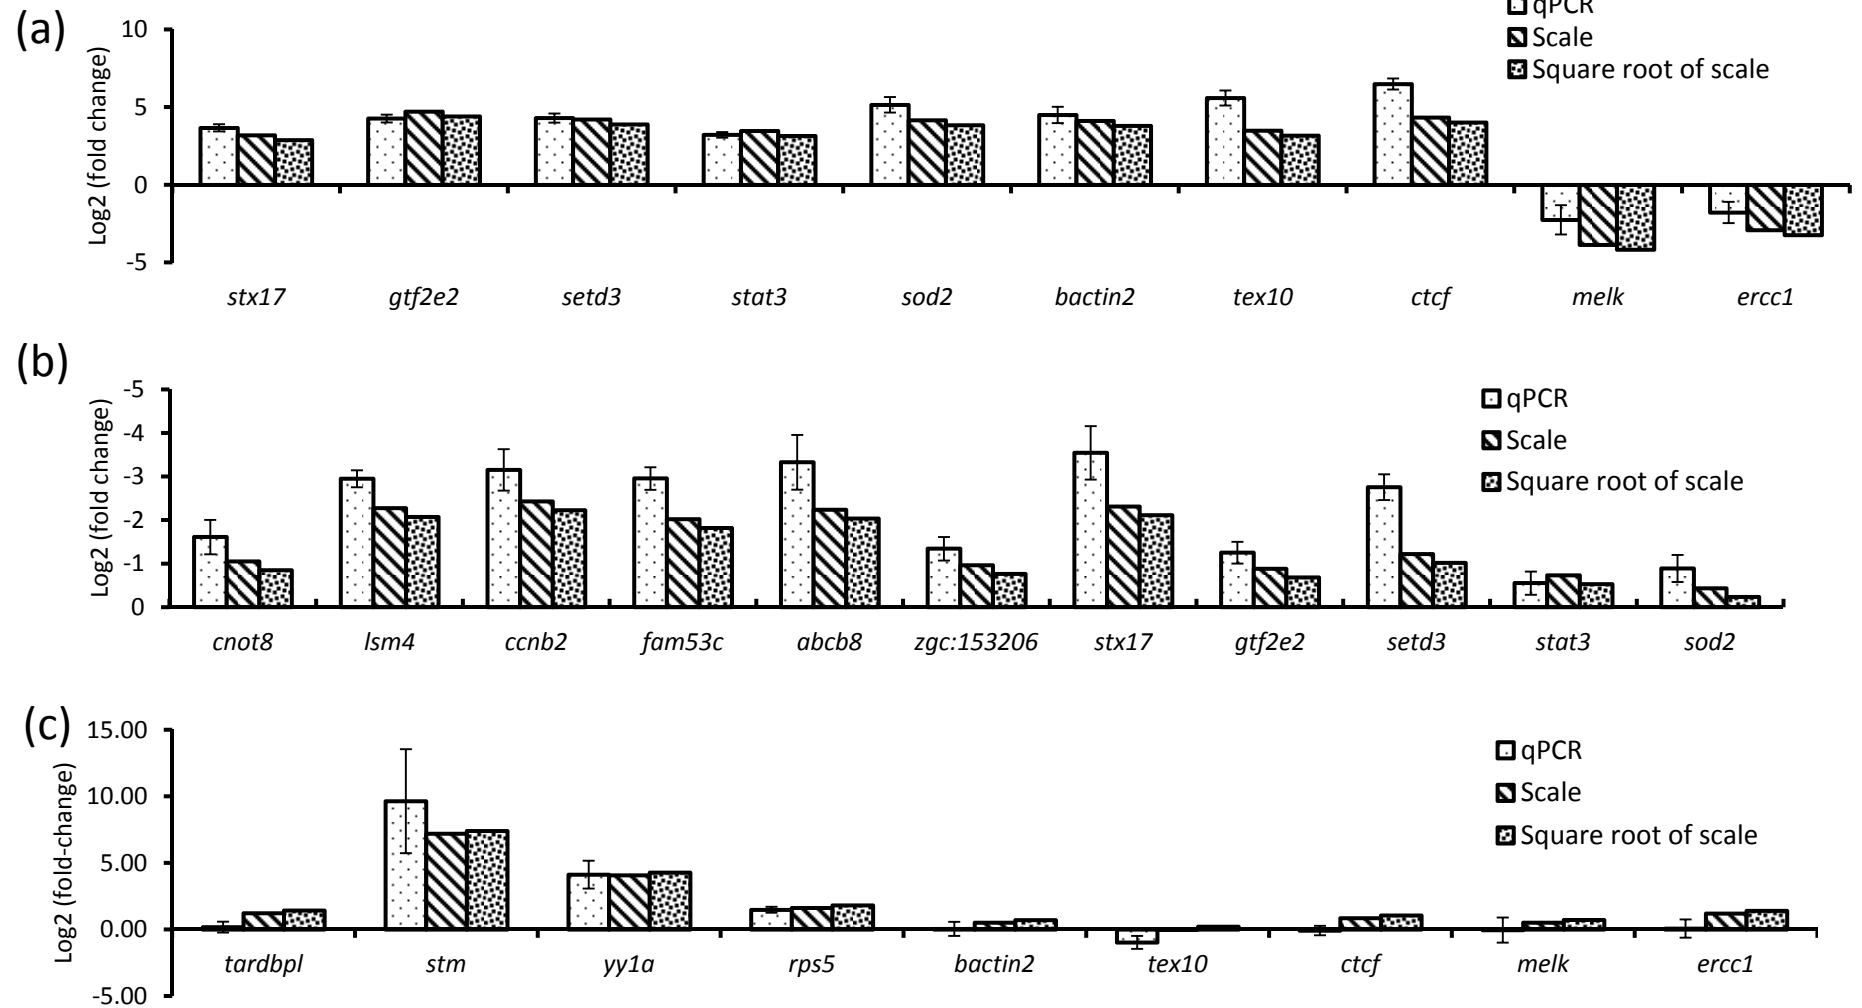 (a)
Log2 (fold change)
10
5
0
-5
qPCR
Scale
Square root of scale
stx17 gtf2e2 setd3 stat3 sod2 bactin2 tex10 ctcf melk ercc1
(b)
Log2 (fold change)
-5
-4
-3
-2
-1
0
qPCR
Scale
Square root of scale
cnot8 lsm4 ccnb2 fam53c abcb8 zgc:153206 stx17 gtf2e2 setd3 stat3 sod2
(c)
Log2 (fold-change)
15.00
10.00
5.00
0.00
-5.00
qPCR
Scale
Square root of scale
tardbpl stm yy1a rps5 bactin2 tex10 ctcf melk ercc1